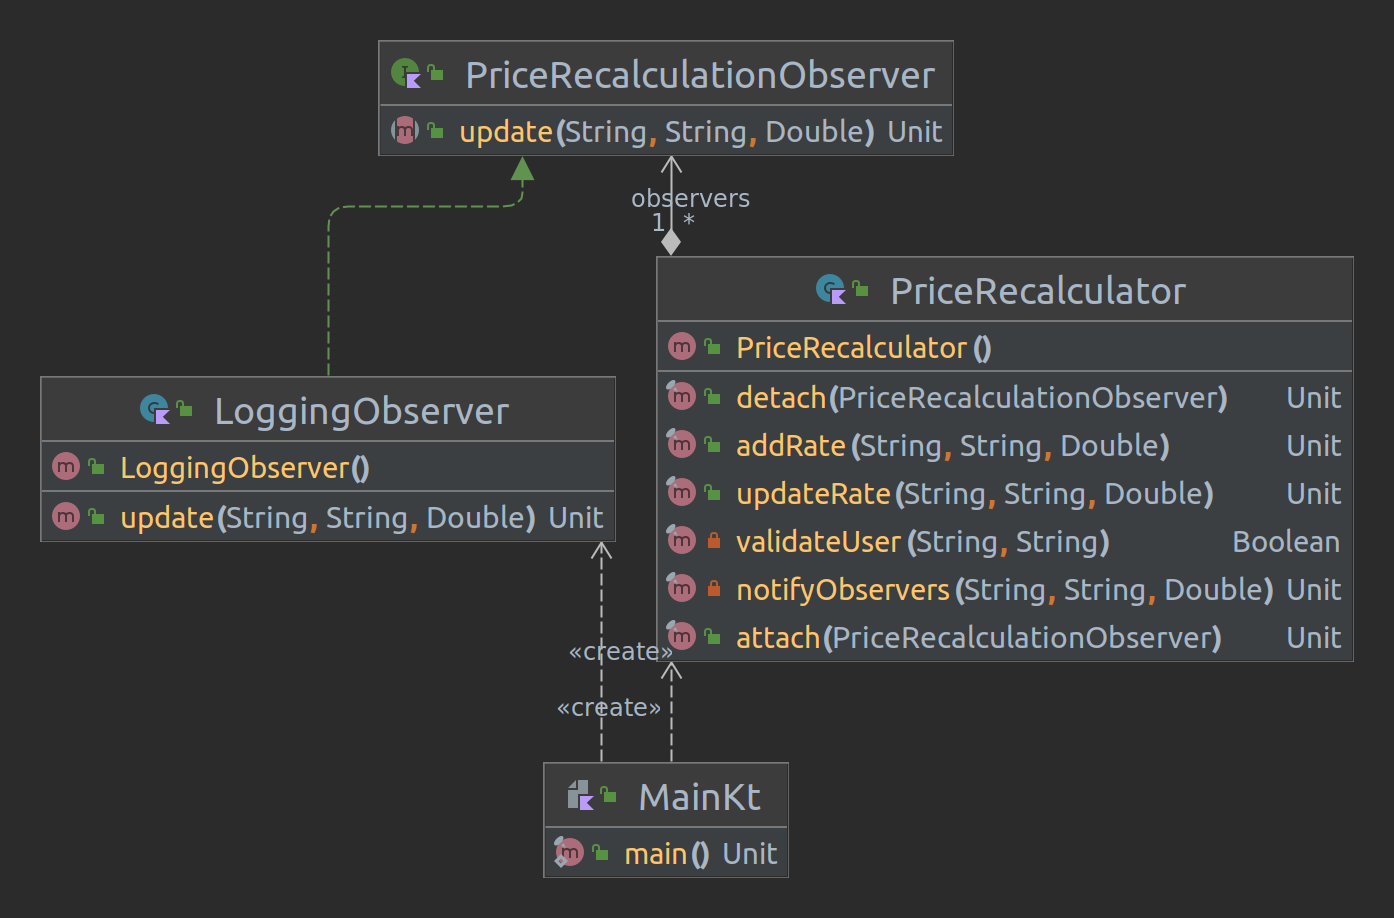 PriceRecalculationObserver
update(String, String, Double) Unit
observers
1 *
PriceRecalculator
PriceRecalculator()
detach(PriceRecalculationObserver) Unit
addRate(String, String, Double) Unit
updateRate(String, String, Double) Unit
validateUser(String, String) Boolean
notifyObservers(String, String, Double) Unit
attach(PriceRecalculationObserver) Unit
LoggingObserver
LoggingObserver()
update(String, String, Double) Unit
«create»
«create»
MainKt
main() Unit